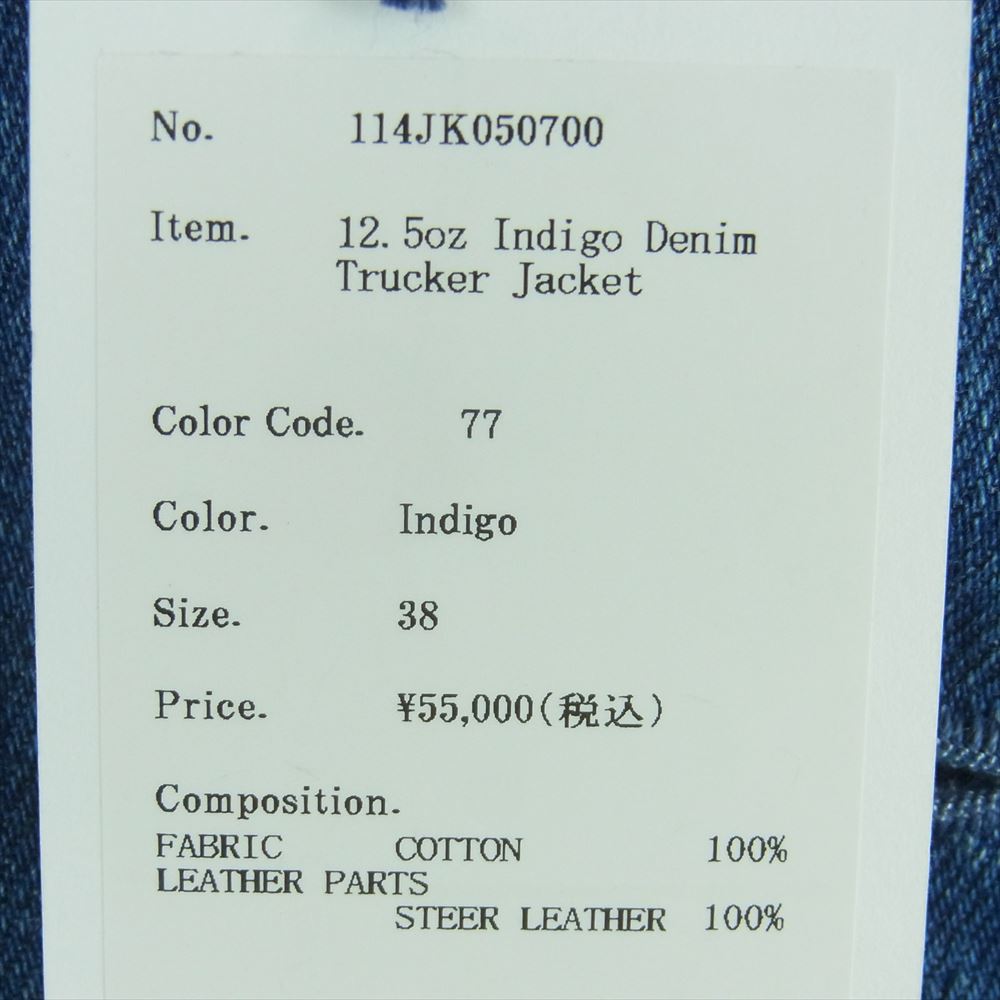 No. 114JK050700
Item. 12.5oz Indigo Denim
Trucker Jacket
Color Code. 77
Color. Indigo
Size. 38
Price. ¥55,000(税込)
Composition.
FABRIC COTTON 100%
LEATHER PARTS
STEER LEATHER 100%